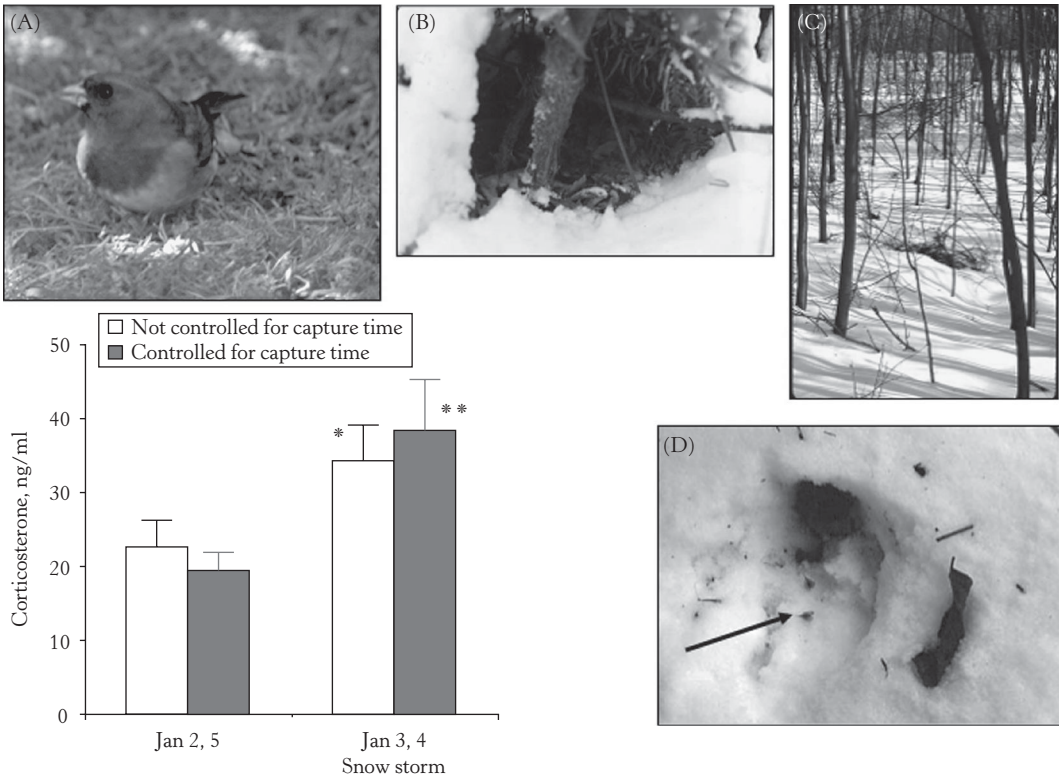 (A)
(B)
(C)
Not controlled for capture time
Controlled for capture time
50
40
30
20
10
0
Corticosterone, ng/ml
*
**
Jan 2, 5
Jan 3, 4
Snow storm
(D)